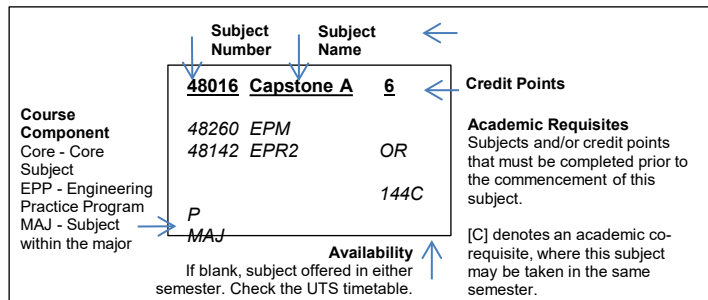 Subject Number
Subject Name
48016 Capstone A 6
Credit Points
48260 EPM
48142 EPR2 OR
144C
P
MAJ
Course
Component
Core - Core
Subject
EPP - Engineering
Practice Program
MAJ - Subject
within the major
Academic Requisites
Subjects and/or credit points
that must be completed prior to
the commencement of this
subject.
[C] denotes an academic co-
requisite, where this subject
may be taken in the same
semester.
Availability
If blank, subject offered in either
semester. Check the UTS timetable.